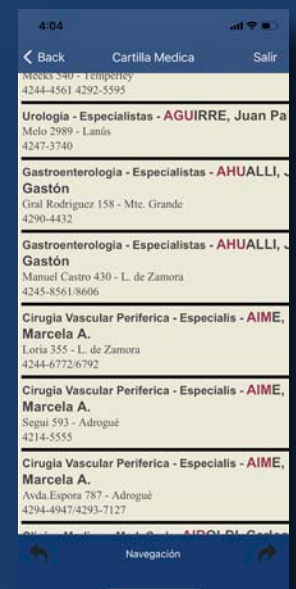 4:04
Back
Cartilla Medica
Salir
Meeks 540 - Temperley
4244-4561 4292-5595
Urologia - Especialistas - AGUIRRE, Juan Pa
Melo 2989 - Lanús
4247-3740
Gastroenterologia - Especialistas - AHUALLI, J
Gastón
Gral Rodriguez 158 - Mte. Grande
4290-4432
Gastroenterologia - Especialistas - AHUALLI, J
Gastón
Manuel Castro 430 - L. de Zamora
4245-8561/8606
Cirugia Vascular Periferica - Especialis - AIME,
Marcela A.
Loria 355 - L. de Zamora
4244-6772/6792
Cirugia Vascular Periferica - Especialis - AIME,
Marcela A.
Segui 593 - Adrogué
4214-5555
Cirugia Vascular Periferica - Especialis - AIME,
Marcela A.
Avda.Espora 787 - Adrogué
4294-4947/4293-7127
Navegación